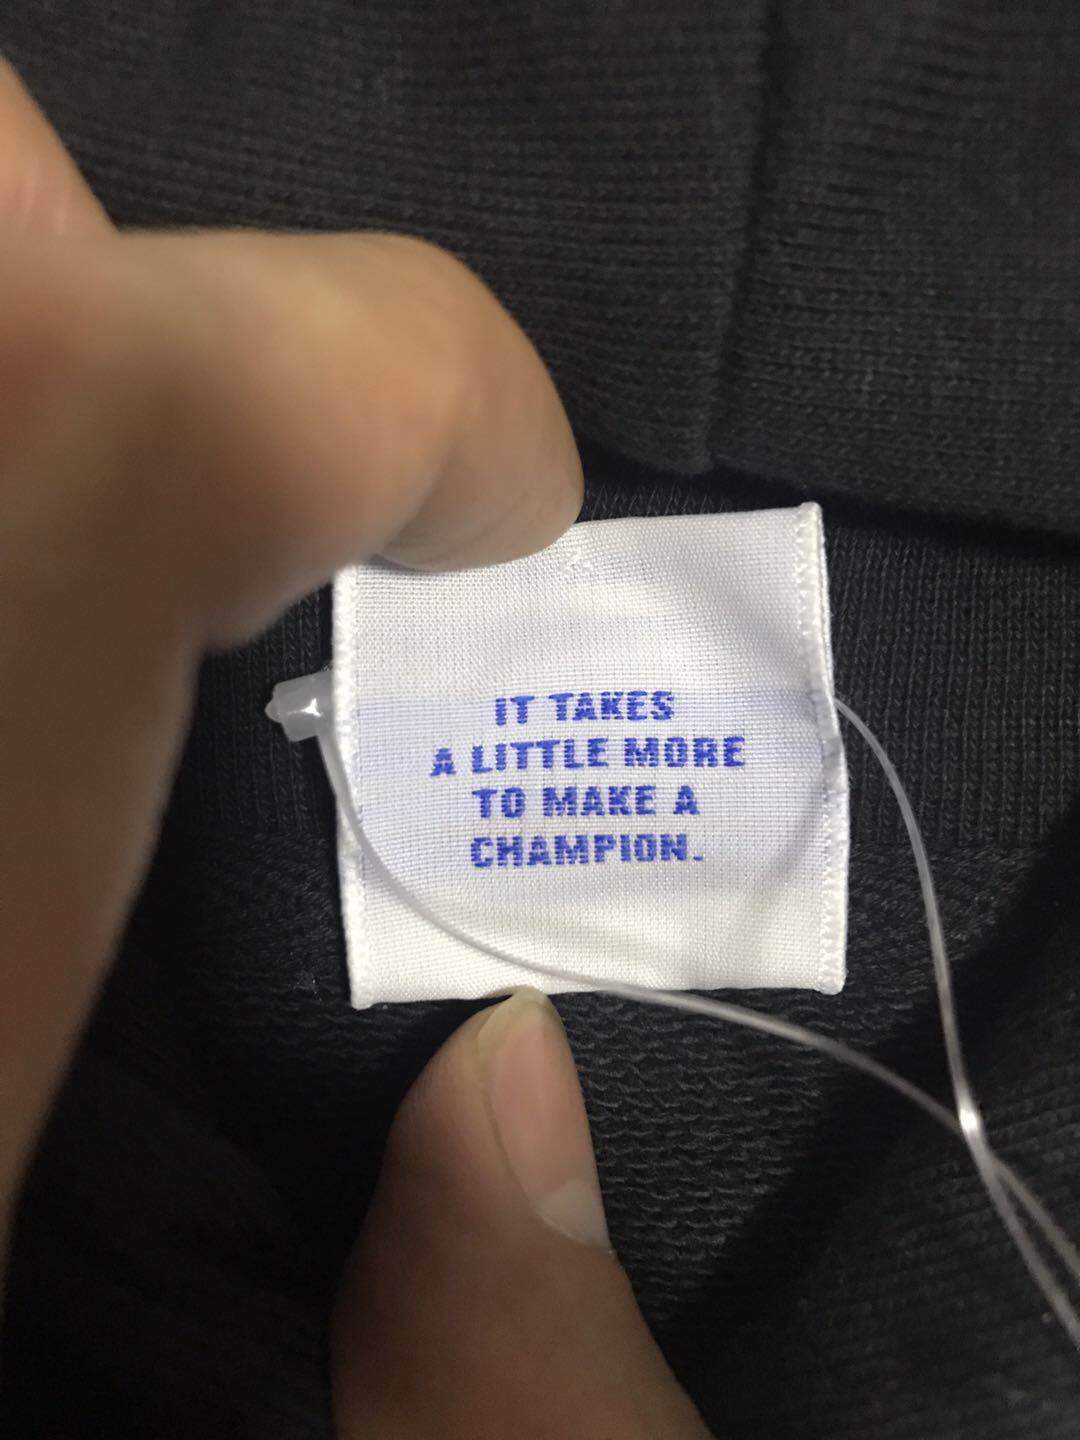 IT TAKES
A LITTLE MORE
TO MAKE A
CHAMPION.